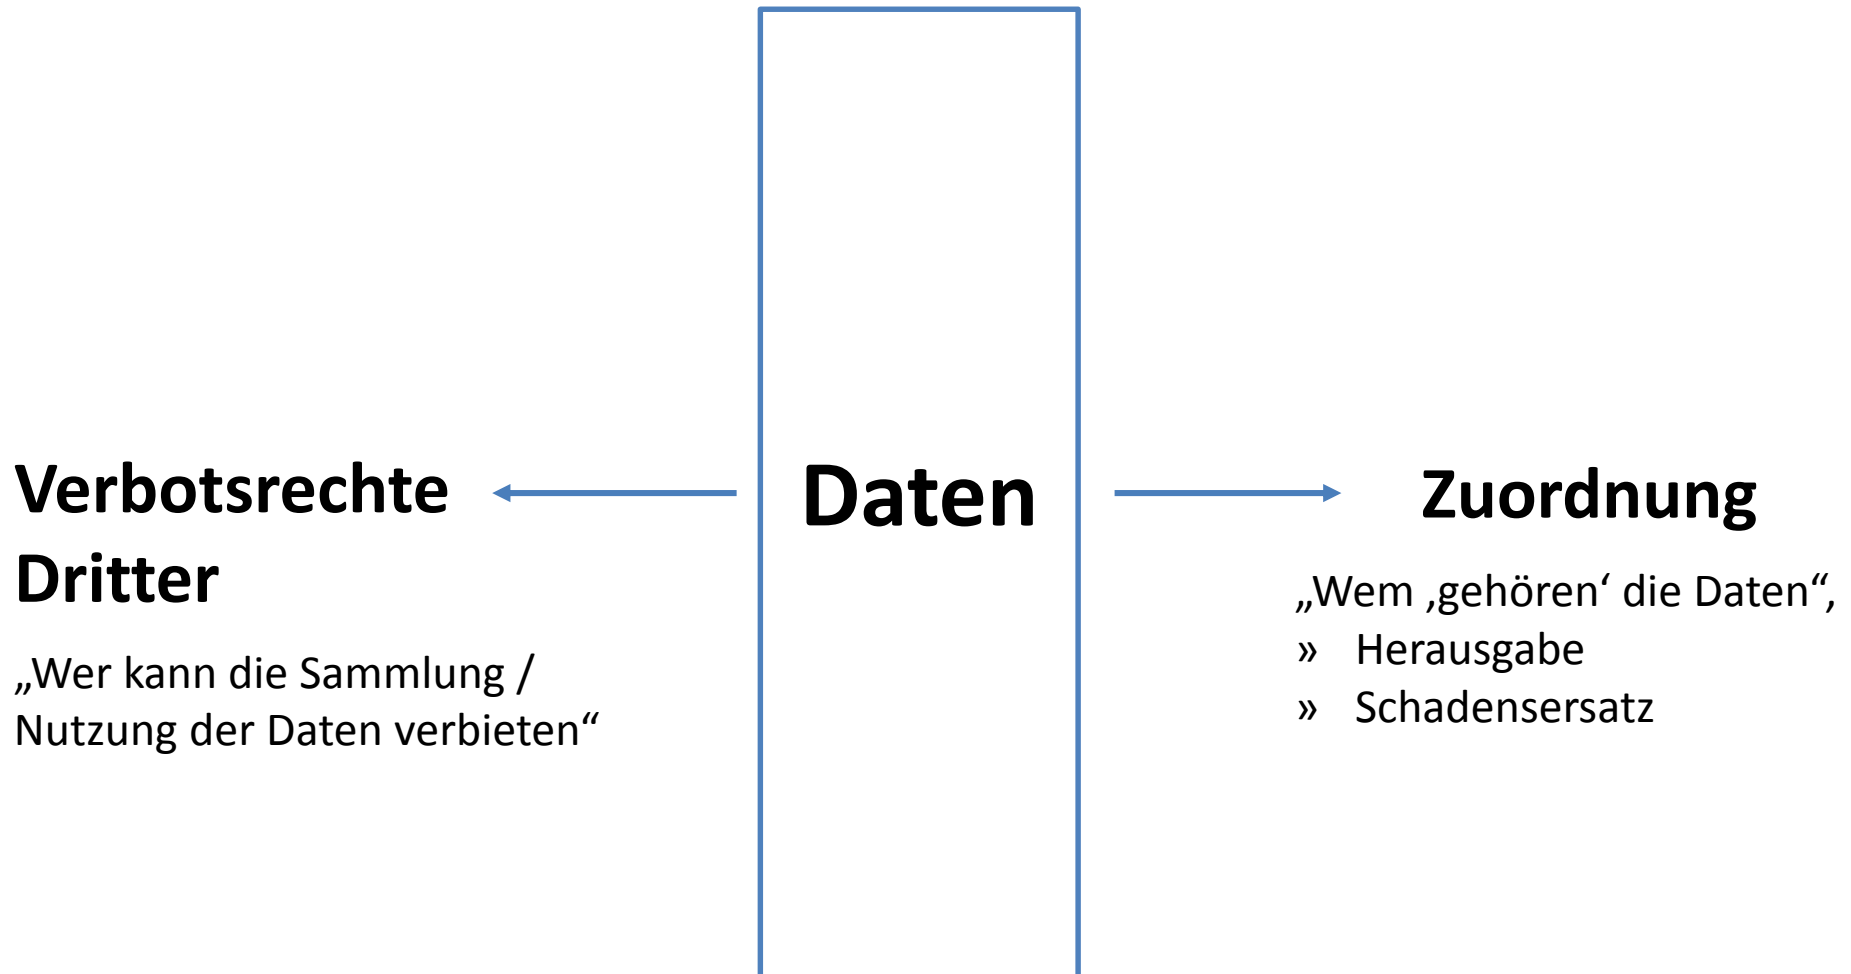 Verbotsrechte
Dritter
„Wer kann die Sammlung /
Nutzung der Daten verbieten“
Daten
Zuordnung
„Wem ‚gehören‘ die Daten“,
» Herausgabe
» Schadensersatz